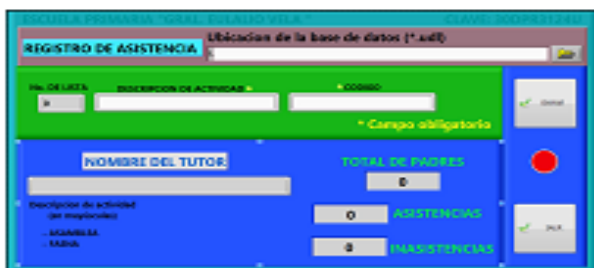 ESCUELA PRIMARIA "GRAL. EULALIO VELA" CLAVE: 30DPR3124U
Ubicacion de la base de datos (*.udl)
REGISTRO DE ASISTENCIA
No. DE LISTA DESCRIPCION DE ACTIVIDAD * * CODIGO
* Campo obligatorio
NOMBRE DEL TUTOR
TOTAL DE PADRES
0
Descripcion de actividad
(en mayúsculas)
- ASAMBLEA
- FAENA
0 ASISTENCIAS
0 INASISTENCIAS
SALIR